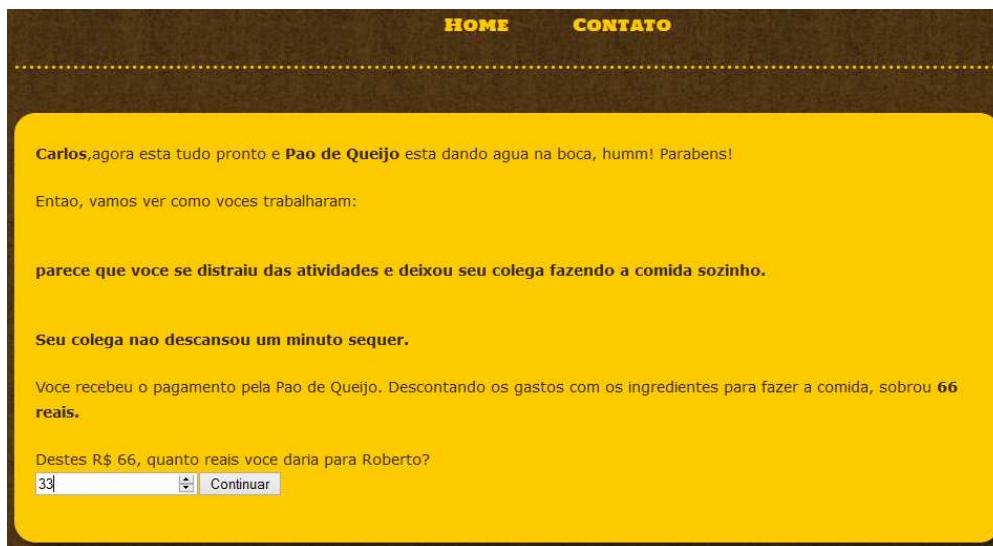 Home Contato
Carlos,agora esta tudo pronto e Pao de Queijo esta dando agua na boca, humm! Parabens!
Entao, vamos ver como voces trabalharam:
parece que voce se distraiu das atividades e deixou seu colega fazendo a comida sozinho.
Seu colega nao descansou um minuto sequer.
Voce recebeu o pagamento pela Pao de Queijo. Descontando os gastos com os ingredientes para fazer a comida, sobrou 66
reais.
Destes R$ 66, quanto reais voce daria para Roberto?
33 Continuar